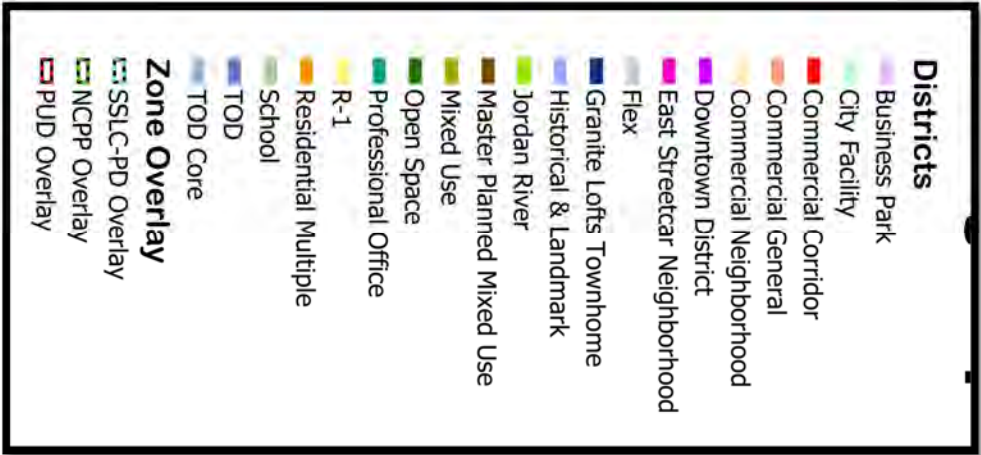 Districts
Business Park
City Facility
Commercial Corridor
Commercial General
Commercial Neighborhood
Downtown District
East Streetcar Neighborhood
Flex
Granite Lofts Townhome
Historical & Landmark
Jordan River
Master Planned Mixed Use
Mixed Use
Open Space
Professional Office
R-1
Residential Multiple
School
TOD
TOD Core
Zone Overlay
SSLC-PD Overlay
NCPP Overlay
PUD Overlay